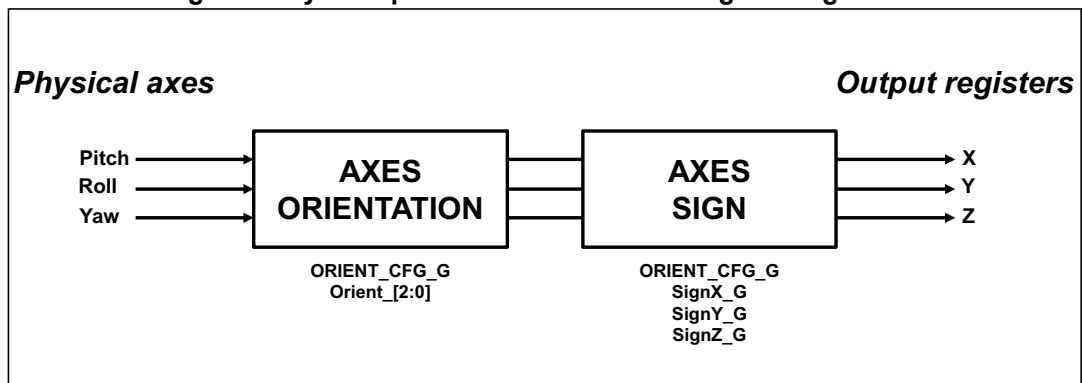 Physical axes
Output registers
Pitch
Roll
Yaw
AXES
ORIENTATION
AXES
SIGN
X
Y
Z
ORIENT_CFG_G
Orient_[2:0]
ORIENT_CFG_G
SignX_G
SignY_G
SignZ_G